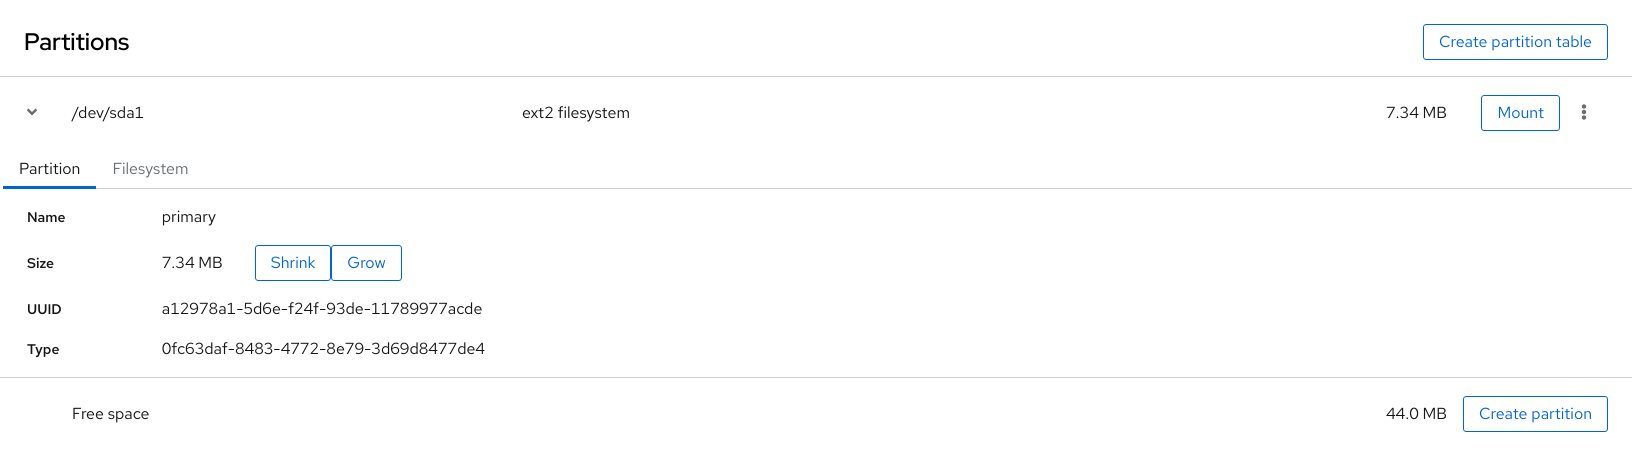 Partitions
Create partition table
/dev/sda1 ext2 filesystem 7.34 MB Mount
Partition Filesystem
Name primary
Size 7.34 MB Shrink Grow
UUID a12978a1-5d6e-f24f-93de-11789977acde
Type 0fc63daf-8483-4772-8e79-3d69d8477de4
Free space 44.0 MB Create partition